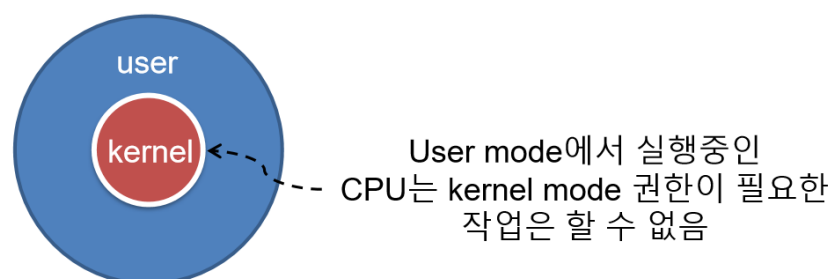 user
kernel
User mode에서 실행중인
CPU는 kernel mode 권한이 필요한
작업은 할 수 없음